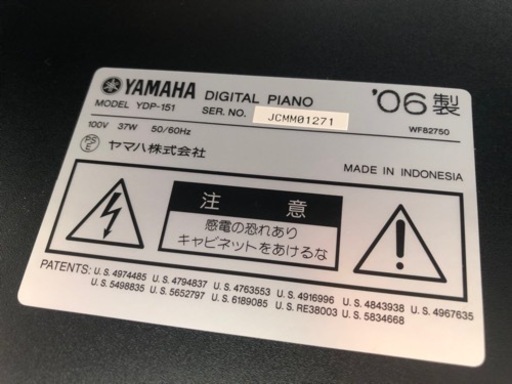 YAMAHA DIGITAL PIANO '06製
MODEL YDP-151 SER. NO. JCMM01271
100V 37W 50/60Hz WF82750
PSE ヤマハ株式会社 MADE IN INDONESIA
注意
感電の恐れあり
キャビネットをあけるな
PATENTS: U.S. 4974485 U.S. 4794837 U.S. 4763553 U.S. 4916996 U.S. 4843938 U.S. 4967635
U.S. 5498835 U.S. 5652797 U.S. 6189085 U.S. RE38003 U.S. 5834668